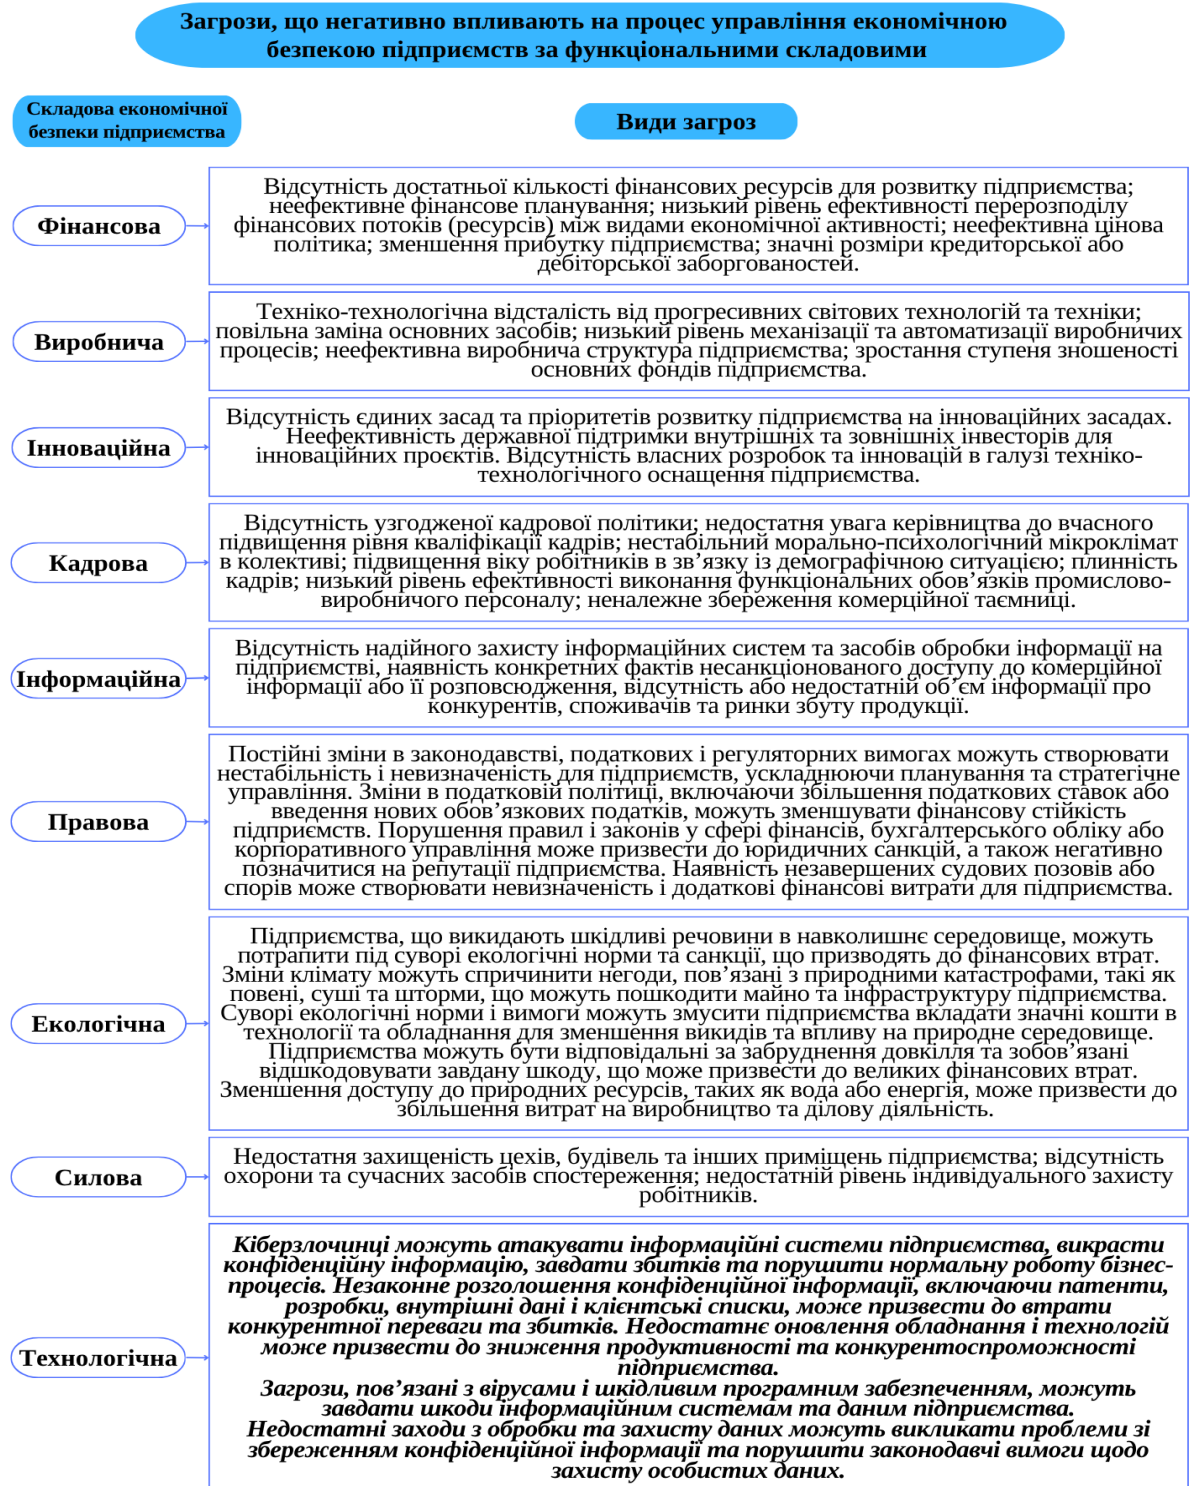 Загрози, що негативно впливають на процес управління економічною
безпекою підприємств за функціональними складовими
Складова економічної
безпеки підприємства
Види загроз
Фінансова
Відсутність достатньої кількості фінансових ресурсів для розвитку підприємства;
неефективне фінансове планування; низький рівень ефективності перерозподілу
фінансових потоків (ресурсів) між видами економічної активності; неефективна цінова
політика; зменшення прибутку підприємства; значні розміри кредиторської або
дебіторської заборгованостей.
Виробнича
Техніко-технологічна відсталість від прогресивних світових технологій та техніки;
повільна заміна основних засобів; низький рівень механізації та автоматизації виробничих
процесів; неефективна виробнича структура підприємства; зростання ступеня зношеності
основних фондів підприємства.
Інноваційна
Відсутність єдиних засад та пріоритетів розвитку підприємства на інноваційних засадах.
Неефективність державної підтримки внутрішніх та зовнішніх інвесторів для
інноваційних проєктів. Відсутність власних розробок та інновацій в галузі техніко-
технологічного оснащення підприємства.
Кадрова
Відсутність узгодженої кадрової політики; недостатня увага керівництва до вчасного
підвищення рівня кваліфікації кадрів; нестабільний морально-психологічний мікроклімат
в колективі; підвищення віку робітників в зв’язку із демографічною ситуацією; плинність
кадрів; низький рівень ефективності виконання функціональних обов’язків промислово-
виробничого персоналу; неналежне збереження комерційної таємниці.
Інформаційна
Відсутність надійного захисту інформаційних систем та засобів обробки інформації на
підприємстві, наявність конкретних фактів несанкціонованого доступу до комерційної
інформації або її розповсюдження, відсутність або недостатній об’єм інформації про
конкурентів, споживачів та ринки збуту продукції.
Правова
Постійні зміни в законодавстві, податкових і регуляторних вимогах можуть створювати
нестабільність і невизначеність для підприємств, ускладнюючи планування та стратегічне
управління. Зміни в податковій політиці, включаючи збільшення податкових ставок або
введення нових обов’язкових податків, можуть зменшувати фінансову стійкість
підприємств. Порушення правил і законів у сфері фінансів, бухгалтерського обліку або
корпоративного управління може призвести до юридичних санкцій, а також негативно
позначитися на репутації підприємства. Наявність незавершених судових позовів або
спорів може створювати невизначеність і додаткові фінансові витрати для підприємства.
Екологічна
Підприємства, що викидають шкідливі речовини в навколишнє середовище, можуть
потрапити під суворі екологічні норми та санкції, що призводять до фінансових втрат.
Зміни клімату можуть спричинити негоди, пов’язані з природними катастрофами, такі як
повені, суші та шторми, що можуть пошкодити майно та інфраструктуру підприємства.
Суворі екологічні норми і вимоги можуть змусити підприємства вкладати значні кошти в
технології та обладнання для зменшення викидів та впливу на природне середовище.
Підприємства можуть бути відповідальні за забруднення довкілля та зобов’язані
відшкодовувати завдану шкоду, що може призвести до великих фінансових втрат.
Зменшення доступу до природних ресурсів, таких як вода або енергія, може призвести до
збільшення витрат на виробництво та ділову діяльність.
Силова
Недостатня захищеність цехів, будівель та інших приміщень підприємства; відсутність
охорони та сучасних засобів спостереження; недостатній рівень індивідуального захисту
робітників.
Технологічна
Кіберзлочинці можуть атакувати інформаційні системи підприємства, викрасти
конфіденційну інформацію, завдати збитків та порушити нормальну роботу бізнес-
процесів. Незаконне розголошення конфіденційної інформації, включаючи патенти,
розробки, внутрішні дані і клієнтські списки, може призвести до втрати
конкурентної переваги та збитків. Недостатнє оновлення обладнання і технологій
може призвести до зниження продуктивності та конкурентоспроможності
підприємства.
Загрози, пов’язані з вірусами і шкідливим програмним забезпеченням, можуть
завдати шкоди інформаційним системам та даним підприємства.
Недостатні заходи з обробки та захисту даних можуть викликати проблеми зі
збереженням конфіденційної інформації та порушити законодавчі вимоги щодо
захисту особистих даних.